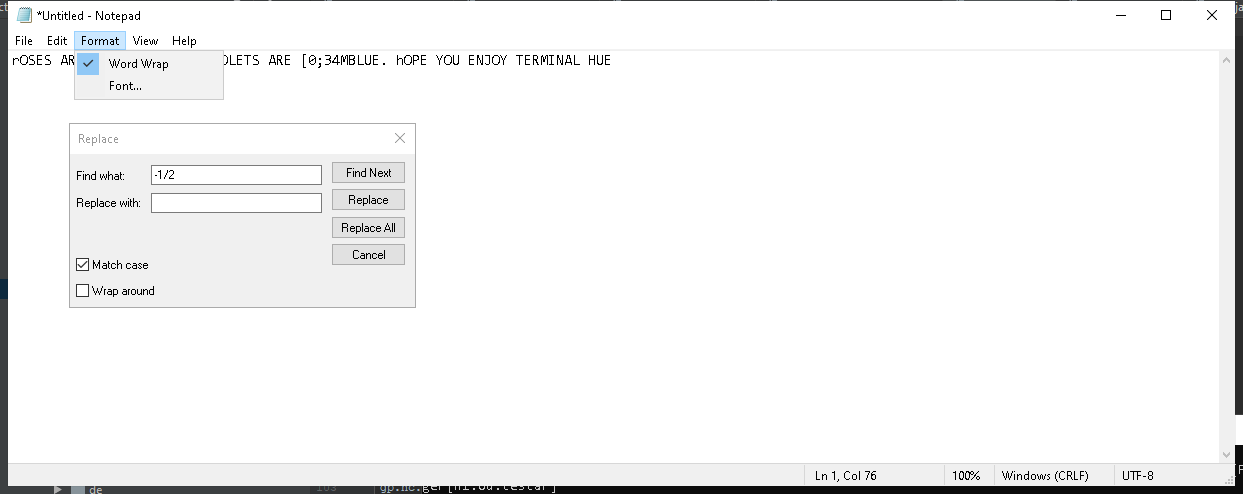 *Untitled - Notepad
File Edit Format View Help
rOSES AR OLETS ARE [0;34MBLUE. hOPE YOU ENJOY TERMINAL HUE
Word Wrap
Font...
Replace
Find what: -1/2 Find Next
Replace with: Replace
Replace All
Cancel
Match case
Wrap around
Ln 1, Col 76 100% Windows (CRLF) UTF-8
de